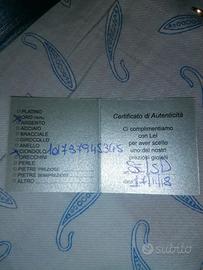 PLATINO
ORO
ARGENTO
ACCIAIO
BRACCIALE
GIROCOLLO
ANELLO
CIONDOLO
ORECCHINI
PERLE
PIETRE PREZIOSE
PIETRE SEMIPREZIOSE
ALTRO
Certificato di Autenticità
Ci complimentiamo
con Lei
per aver scelto
uno dei nostri
preziosi gioielli
subito